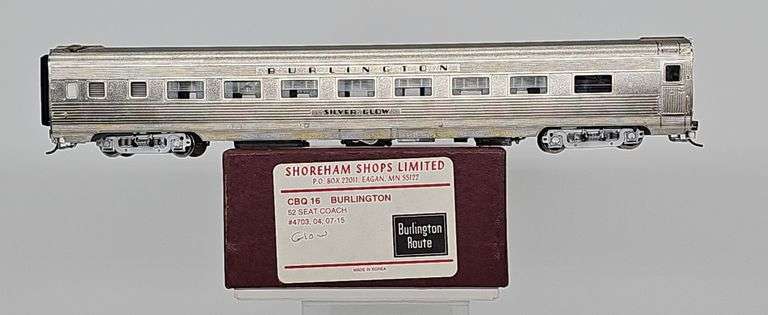 BURLINGTON
SILVER GLOW
SHOREHAM SHOPS LIMITED
P.O. BOX 22011, EAGAN, MN 55122
CBQ 16 BURLINGTON
52 SEAT COACH
#4703, 04, 07-15
Glow
Burlington
Route
MADE IN KOREA